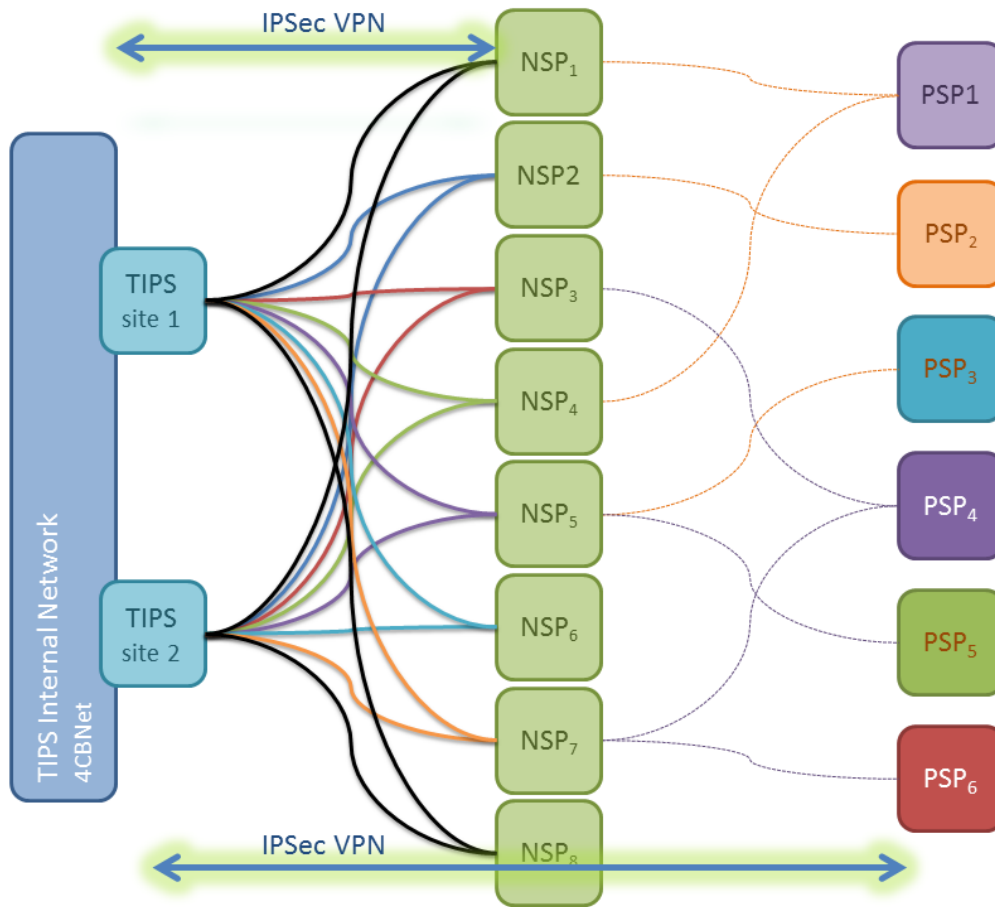 IPSec VPN
NSP₁
PSP1
NSP2
PSP₂
TIPS
site 1
NSP₃
PSP₃
NSP₄
PSP₄
NSP₅
TIPS Internal Network
4CBNet
TIPS
site 2
NSP₆
PSP₅
NSP₇
PSP₆
IPSec VPN
NSP₈